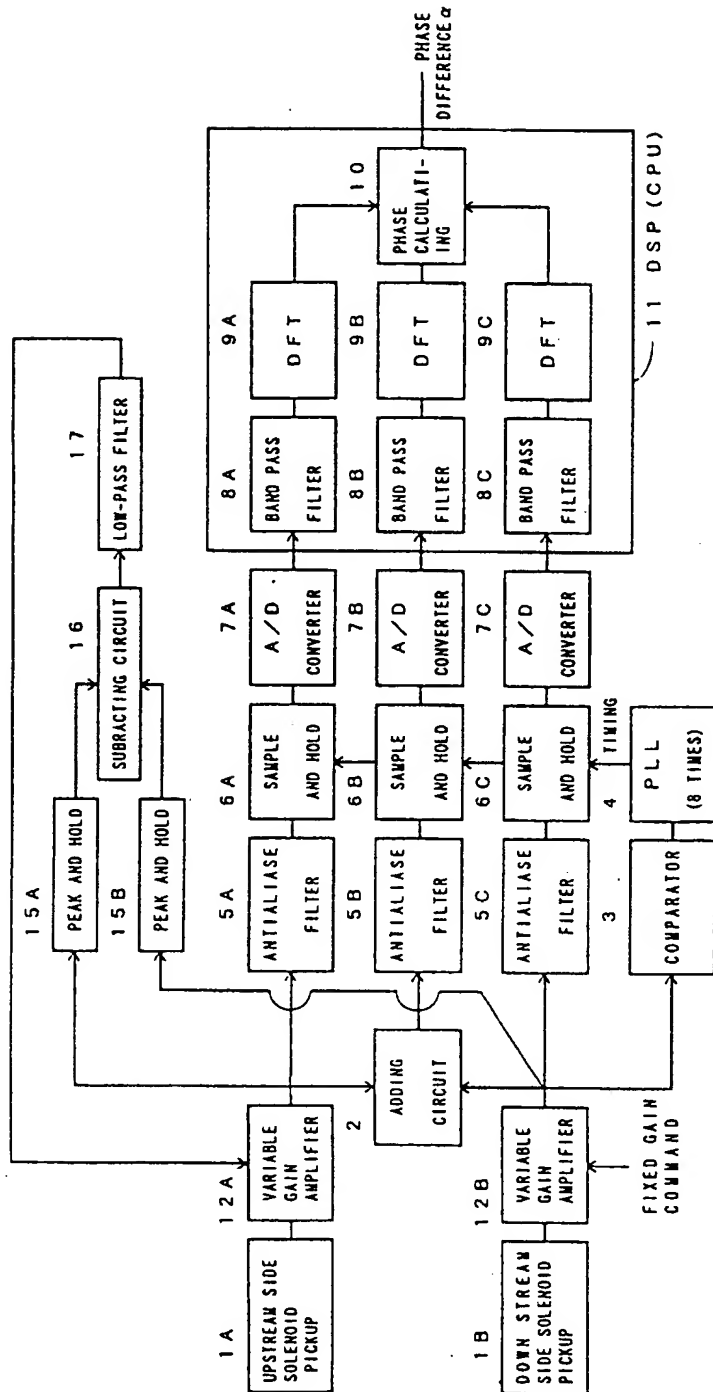 1A
UPSTREAM SIDE
SOLENOID
PICKUP
1B
DOWN STREAM
SIDE SOLENOID
PICKUP
12A
VARIABLE
GAIN
AMPLIFIER
12B
VARIABLE
GAIN
AMPLIFIER
FIXED GAIN
COMMAND
2
ADDING
CIRCUIT
15A
PEAK AND HOLD
15B
PEAK AND HOLD
5A
ANTIALIASE
FILTER
5B
ANTIALIASE
FILTER
5C
ANTIALIASE
FILTER
3
COMPARATOR
16
SUBRACTING CIRCUIT
6A
SAMPLE
AND HOLD
6B
SAMPLE
AND HOLD
6C
SAMPLE
AND HOLD
TIMING
4
PLL
(8 TIMES)
7A
A/D
CONVERTER
7B
A/D
CONVERTER
7C
A/D
CONVERTER
17
LOW-PASS FILTER
8A
BAND PASS
FILTER
8B
BAND PASS
FILTER
8C
BAND PASS
FILTER
9A
DFT
9B
DFT
9C
DFT
10
PHASE
CALCULATI-
ING
11 DSP (CPU)
PHASE
DIFFERENCE α